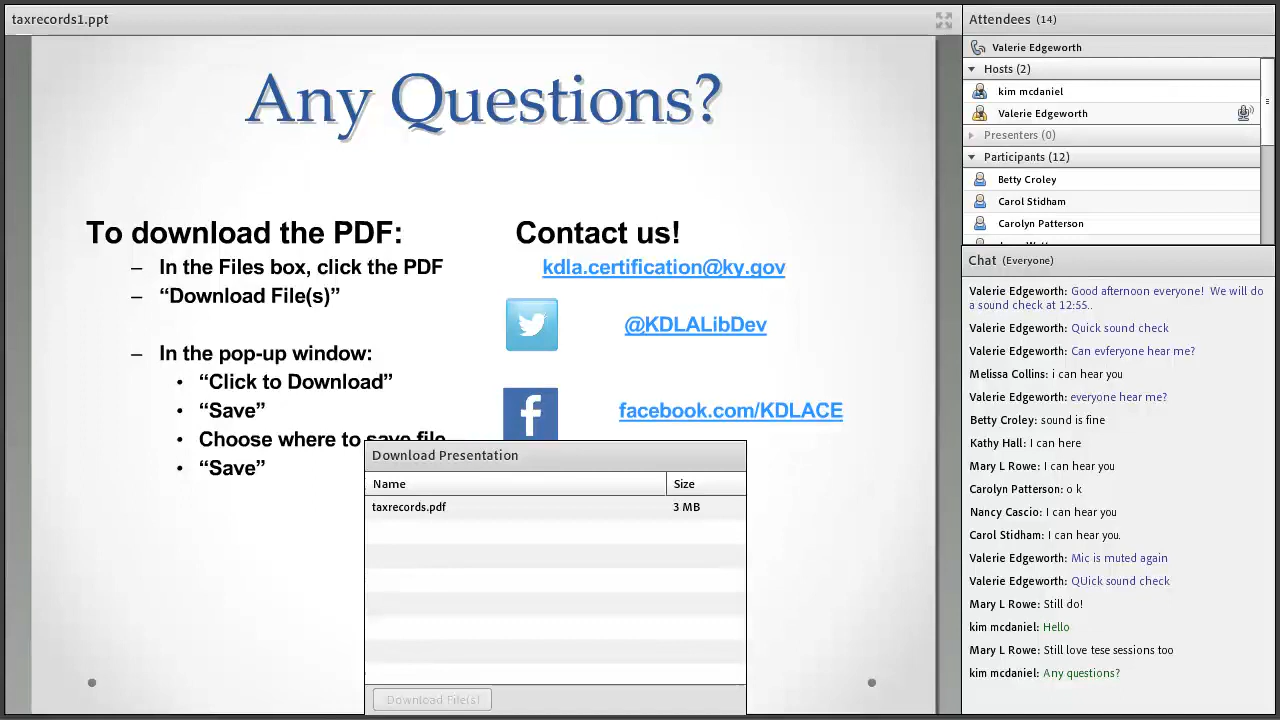 taxrecords1.ppt
Any Questions?
To download the PDF:
– In the Files box, click the PDF
– “Download File(s)”
– In the pop-up window:
• “Click to Download”
• “Save”
• Choose where to save file
• “Save”
Contact us!
kdla.certification@ky.gov
@KDLALibDev
facebook.com/KDLACE
Download Presentation
Name Size
taxrecords.pdf 3 MB
Download File(s)
Attendees (14)
Valerie Edgeworth
Hosts (2)
kim mcdaniel
Valerie Edgeworth
Presenters (0)
Participants (12)
Betty Croley
Carol Stidham
Carolyn Patterson
Chat (Everyone)
Valerie Edgeworth: Good afternoon everyone! We will do
a sound check at 12:55.
Valerie Edgeworth: Quick sound check
Valerie Edgeworth: Can evferyone hear me?
Melissa Collins: i can hear you
Valerie Edgeworth: everyone hear me?
Betty Croley: sound is fine
Kathy Hall: I can here
Mary L Rowe: I can hear you
Carolyn Patterson: o k
Nancy Cascio: I can hear you
Carol Stidham: I can hear you.
Valerie Edgeworth: Mic is muted again
Valerie Edgeworth: QUick sound check
Mary L Rowe: Still do!
kim mcdaniel: Hello
Mary L Rowe: Still love tese sessions too
kim mcdaniel: Any questions?